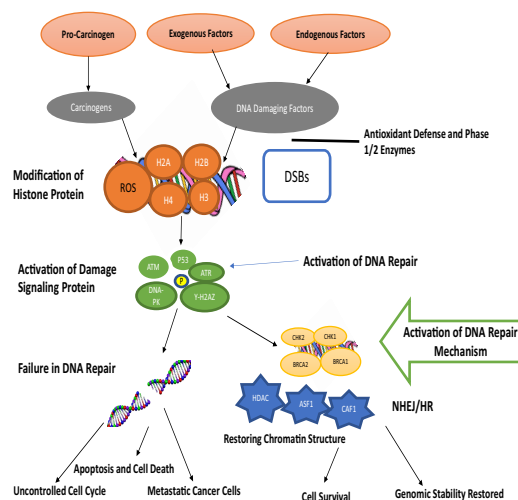 Pro-Carcinogen
Exogenous Factors
Endogenous Factors
Carcinogens
DNA Damaging Factors
Antioxidant Defense and Phase
1/2 Enzymes
Modification of
Histone Protein
ROS
H2A
H2B
H4
H3
DSBs
Activation of Damage
Signaling Protein
ATM
P53
ATR
P
DNA-
PK
Y-H2AZ
Activation of DNA Repair
Activation of DNA Repair
Mechanism
CHK2
CHK1
BRCA2
BRCA1
Failure in DNA Repair
HDAC
ASF1
CAF1
NHEJ/HR
Restoring Chromatin Structure
Apoptosis and Cell Death
Uncontrolled Cell Cycle
Metastatic Cancer Cells
Cell Survival
Genomic Stability Restored